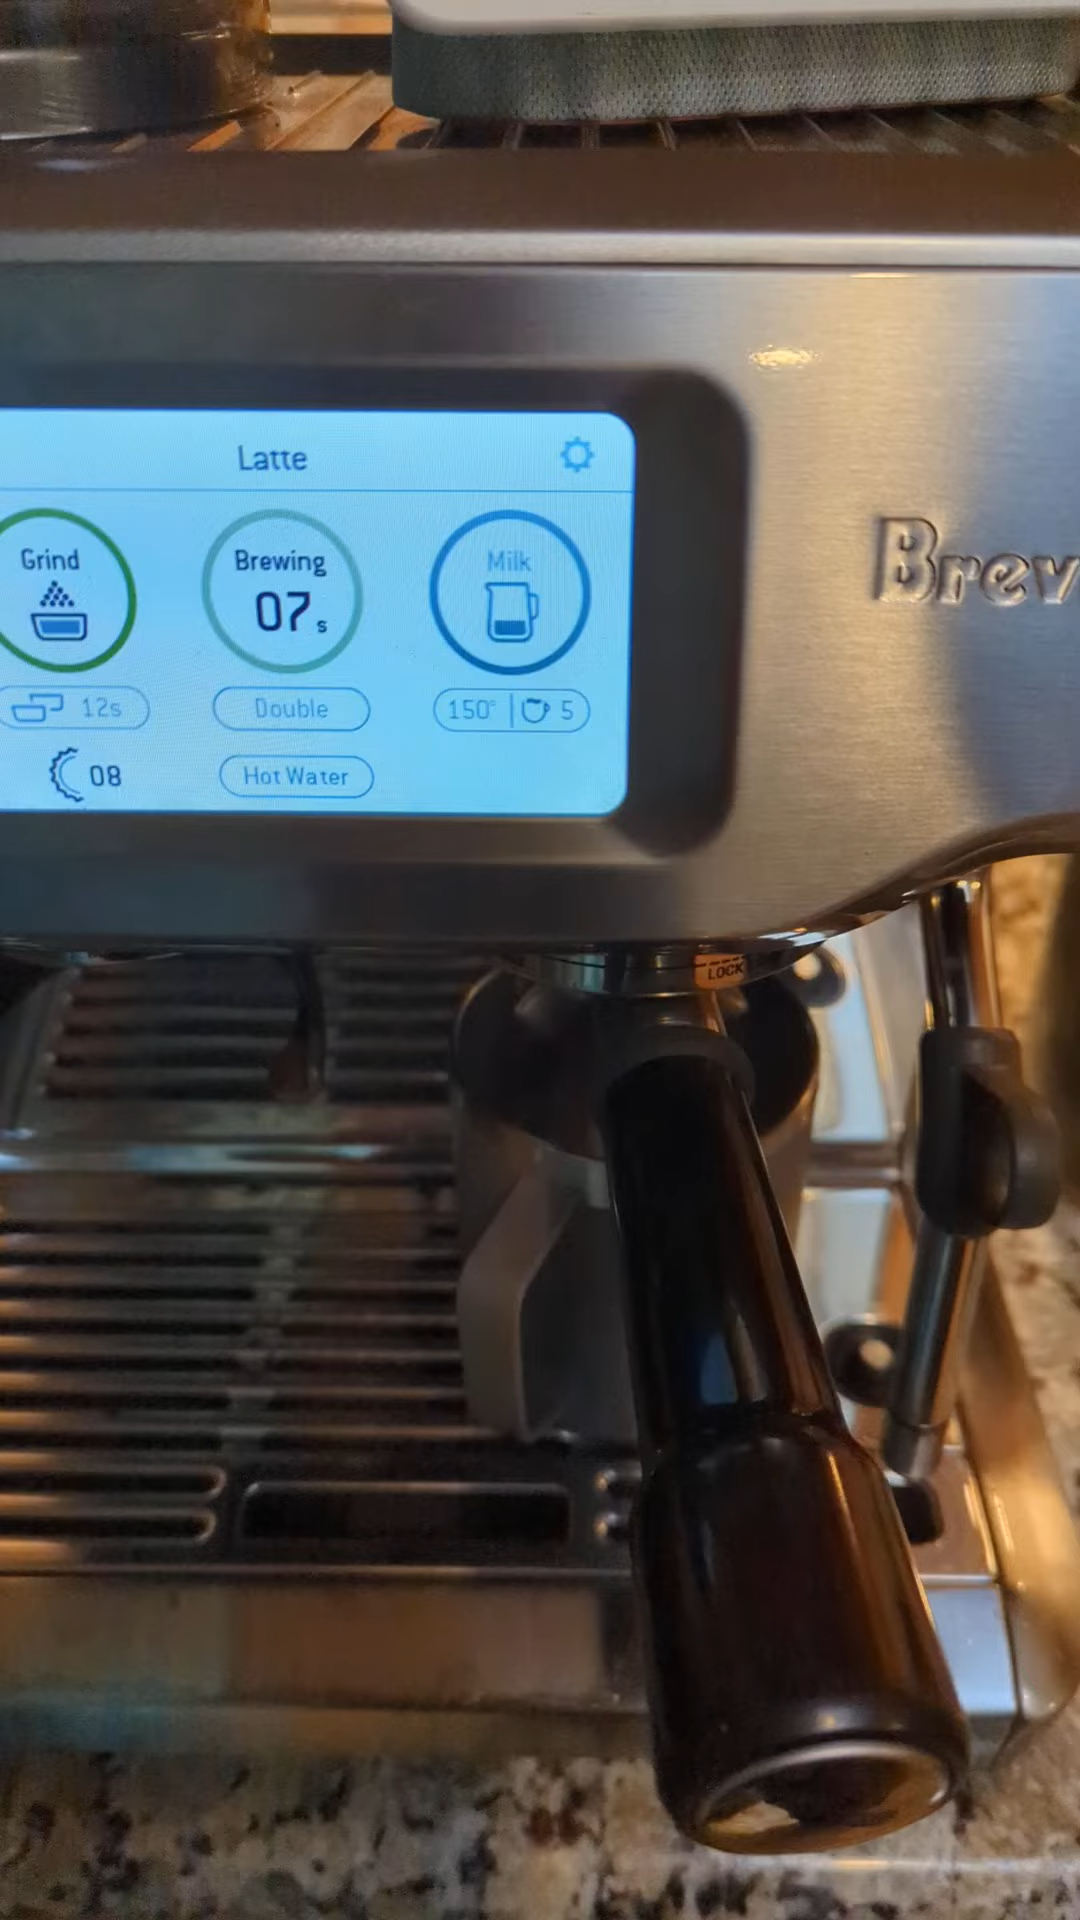 Latte
Grind
Brewing
07s
Milk
12s
Double
150° | 5
08
Hot Water
Brev
LOCK